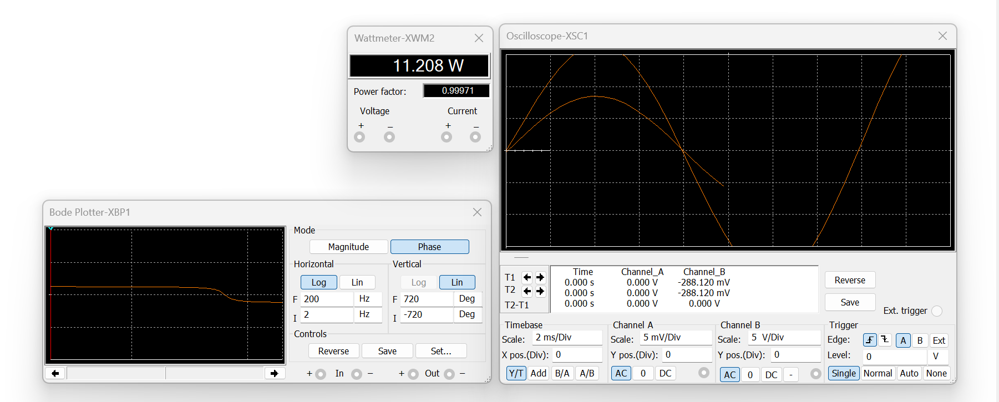 Wattmeter-XWM2
11.208 W
Power factor: 0.99971
Voltage Current
+ − + −
Oscilloscope-XSC1
T1
T2
T2-T1
Time Channel_A Channel_B
0.000 s 0.000 V -288.120 mV
0.000 s 0.000 V -288.120 mV
0.000 s 0.000 V 0.000 V
Reverse
Save
Ext. trigger
Timebase
Scale: 2 ms/Div
X pos.(Div): 0
Y/T Add B/A A/B
Channel A
Scale: 5 mV/Div
Y pos.(Div): 0
AC 0 DC
Channel B
Scale: 5 V/Div
Y pos.(Div): 0
AC 0 DC -
Trigger
Edge: A B Ext
Level: 0 V
Single Normal Auto None
Bode Plotter-XBP1
Mode
Magnitude Phase
Horizontal Vertical
Log Lin Log Lin
F 200 Hz F 720 Deg
I 2 Hz I -720 Deg
Controls
Reverse Save Set...
+ In − + Out −